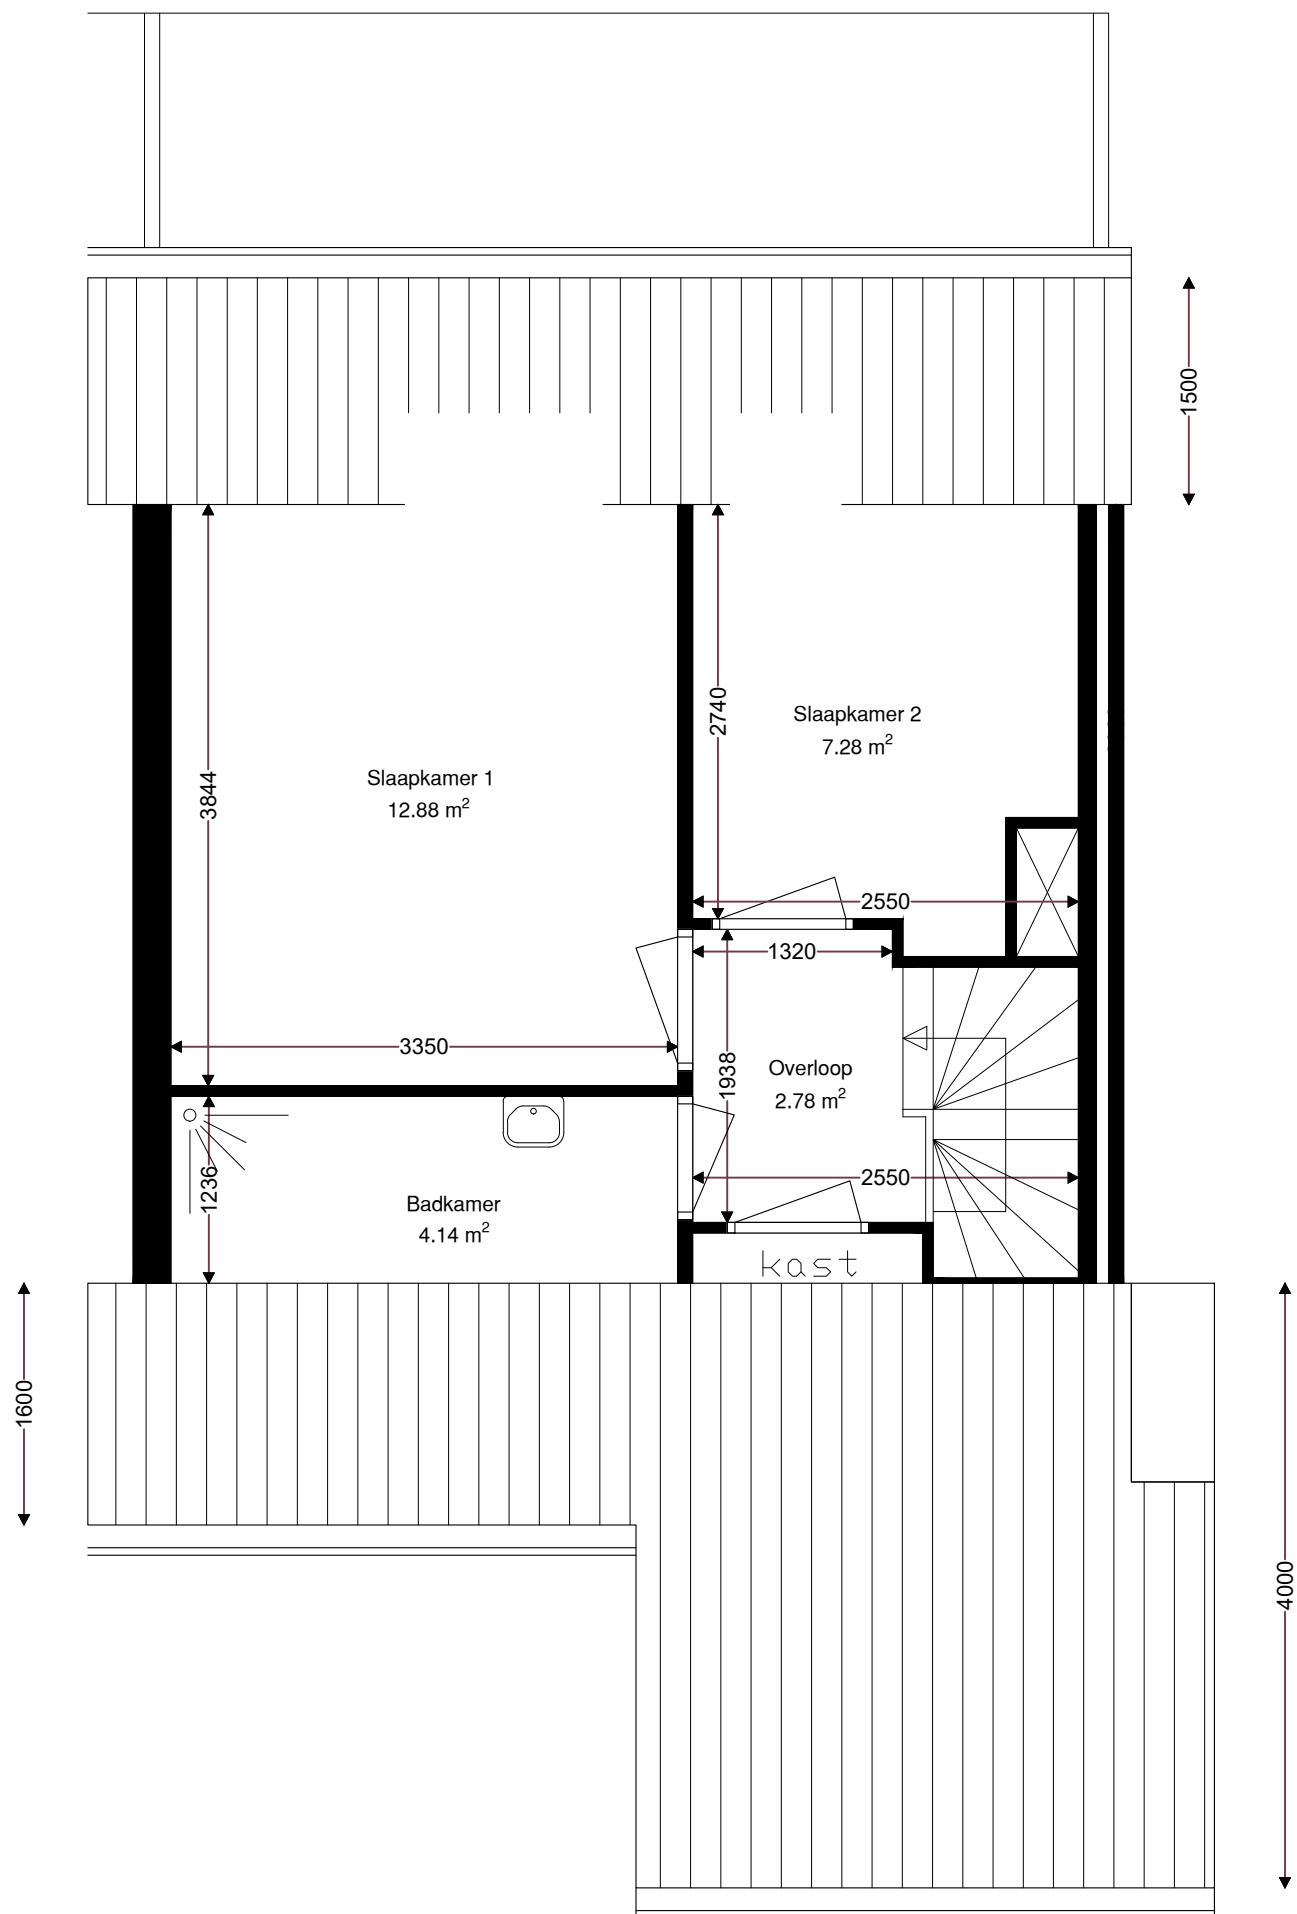 1500
2740
Slaapkamer 2
7.28 m²
3844
Slaapkamer 1
12.88 m²
2550
1320
3350
1938
Overloop
2.78 m²
1236
2550
Badkamer
4.14 m²
kast
1600
4000